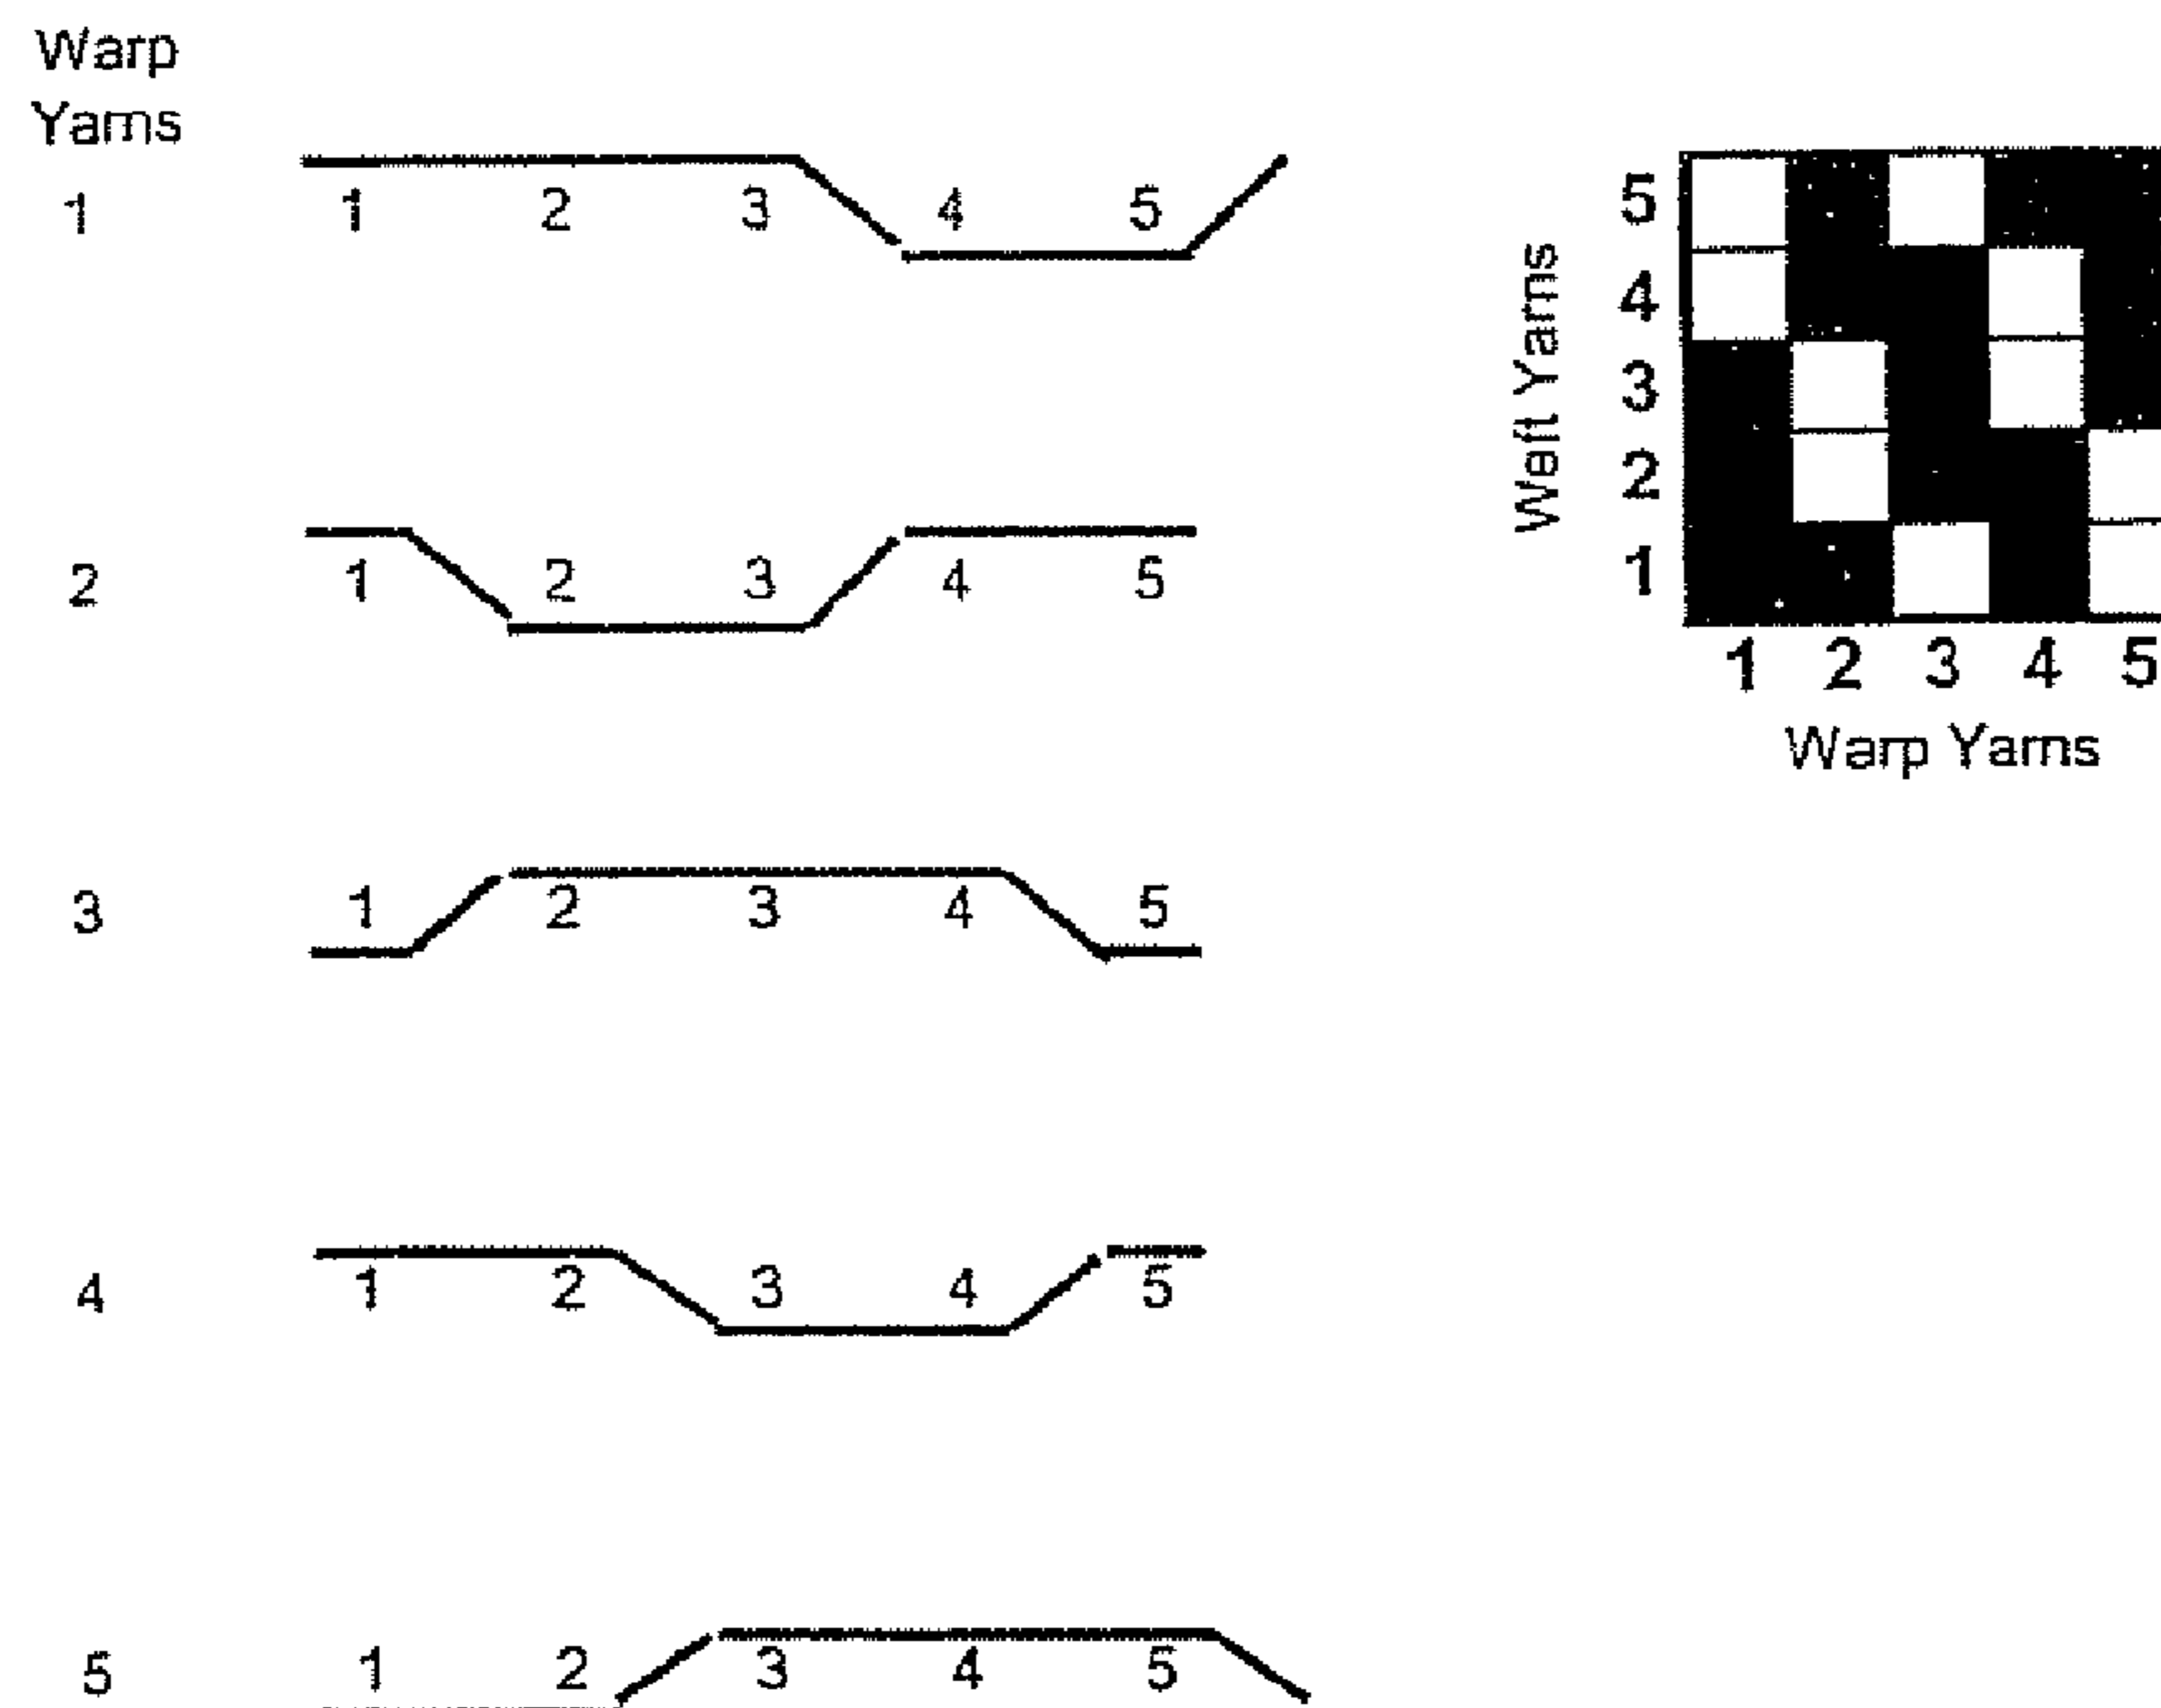 Warp
Yarns
1 1 2 3 4 5
2 1 2 3 4 5
3 1 2 3 4 5
4 1 2 3 4 5
5 1 2 3 4 5
Weft Yarns
5
4
3
2
1
1 2 3 4 5
Warp Yarns